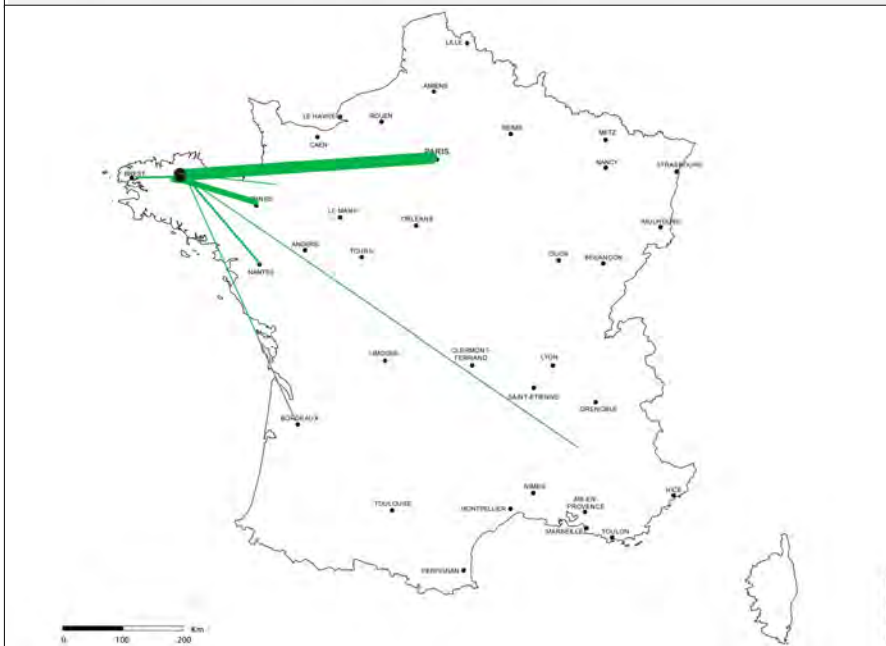 LILLE
AMIENS
LE HAVRE
ROUEN
CAEN
REIMS
METZ
PARIS
NANCY
STRASBOURG
BREST
LE MANS
ORLEANS
MULHOUSE
ANGERS
TOURS
DIJON
BESANCON
NANTES
LIMOGES
CLERMONT-
FERRAND
LYON
SAINT-ETIENNE
GRENOBLE
BORDEAUX
NIMES
NICE
TOULOUSE
MONTPELLIER
AIX-EN-
PROVENCE
MARSEILLE
TOULON
PERPIGNAN
Km
0 100 200